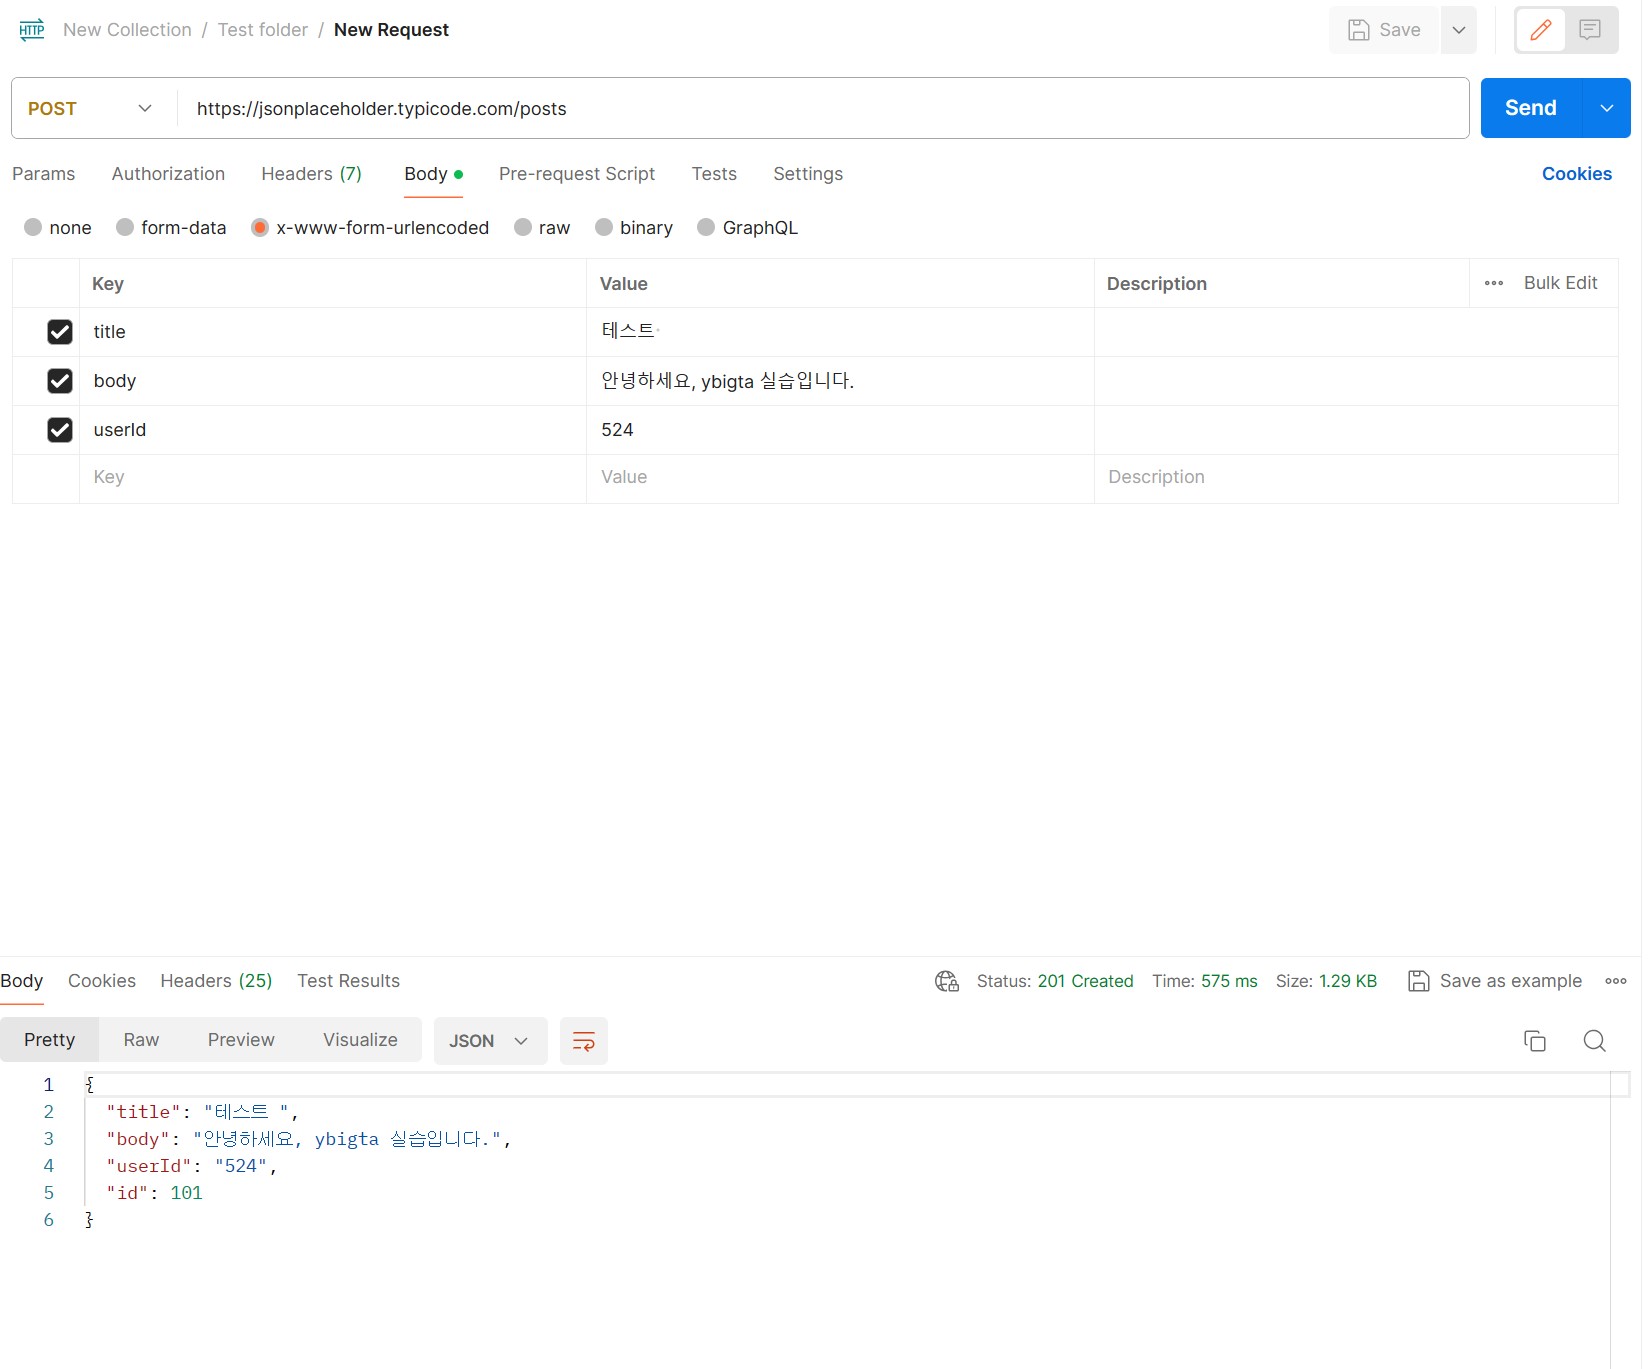 HTTP New Collection / Test folder / New Request Save
POST https://jsonplaceholder.typicode.com/posts Send
Params Authorization Headers (7) Body Pre-request Script Tests Settings Cookies
none form-data x-www-form-urlencoded raw binary GraphQL
Key Value Description Bulk Edit
title 테스트
body 안녕하세요, ybigta 실습입니다.
userId 524
Key Value Description
Body Cookies Headers (25) Test Results Status: 201 Created Time: 575 ms Size: 1.29 KB Save as example
Pretty Raw Preview Visualize JSON
1 {
2 "title": "테스트 ",
3 "body": "안녕하세요, ybigta 실습입니다.",
4 "userId": "524",
5 "id": 101
6 }